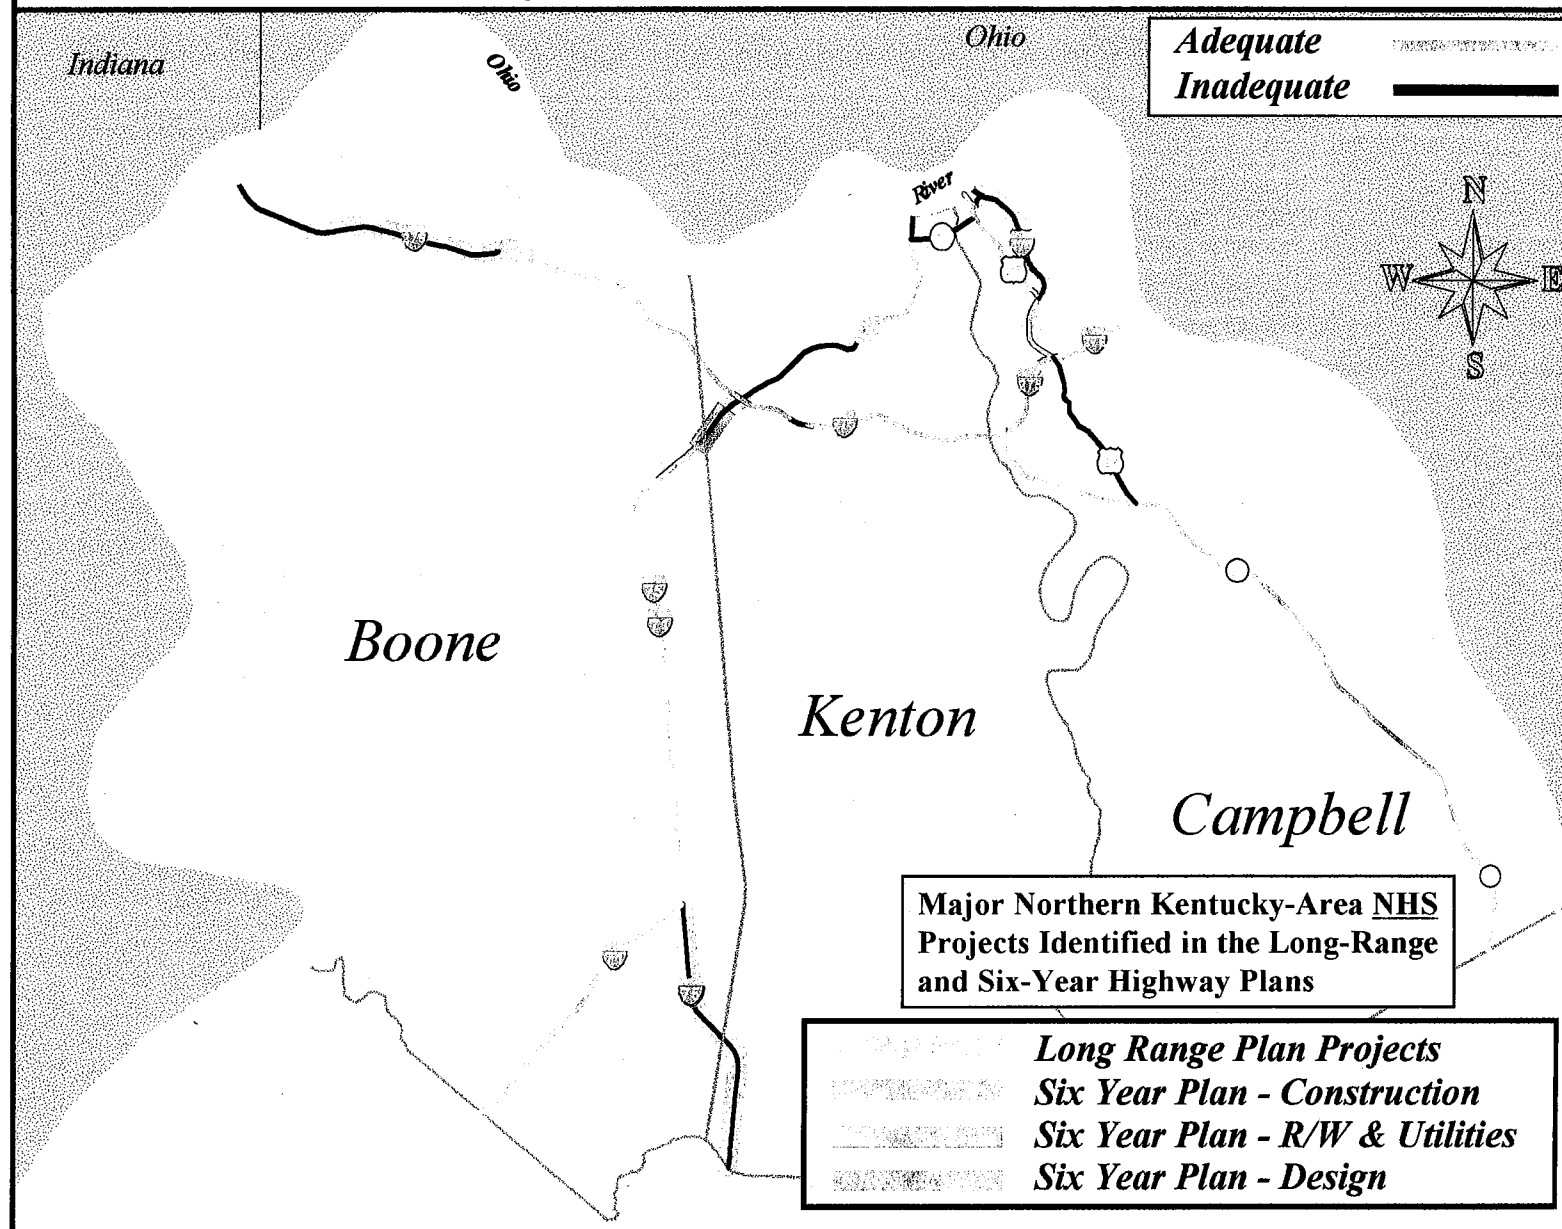 Indiana
Ohio
Ohio
Adequate
Inadequate
River
N
W
E
S
Boone
Kenton
Campbell
Major Northern Kentucky-Area NHS
Projects Identified in the Long-Range
and Six-Year Highway Plans
Long Range Plan Projects
Six Year Plan - Construction
Six Year Plan - R/W & Utilities
Six Year Plan - Design